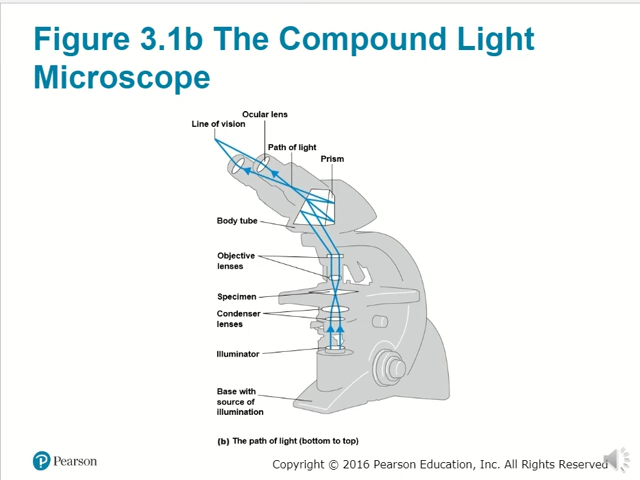 Figure 3.1b The Compound Light
Microscope
Ocular lens
Line of vision
Path of light
Prism
Body tube
Objective
lenses
Specimen
Condenser
lenses
Illuminator
Base with
source of
illumination
(b) The path of light (bottom to top)
Pearson
Copyright © 2016 Pearson Education, Inc. All Rights Reserved